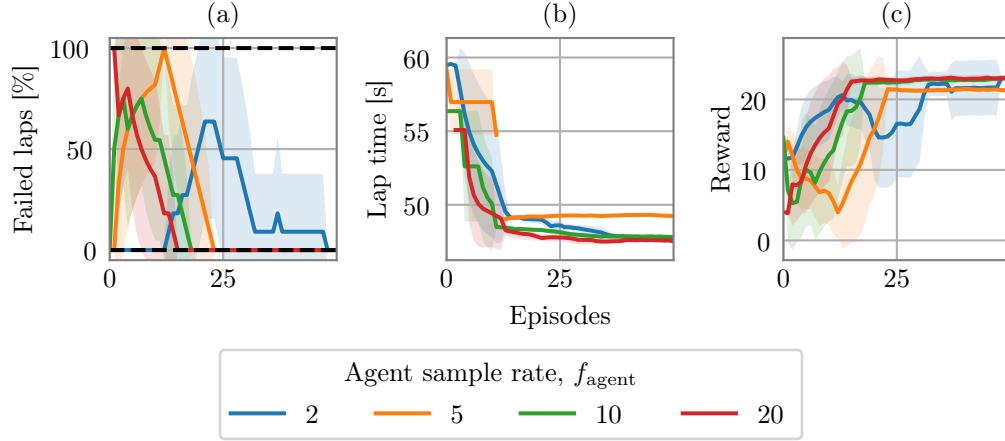 (a)
(b)
(c)
Failed laps [%]
100
50
0
0
25
Lap time [s]
60
55
50
0
25
Reward
20
10
0
0
25
Episodes
Agent sample rate, f_agent
2
5
10
20